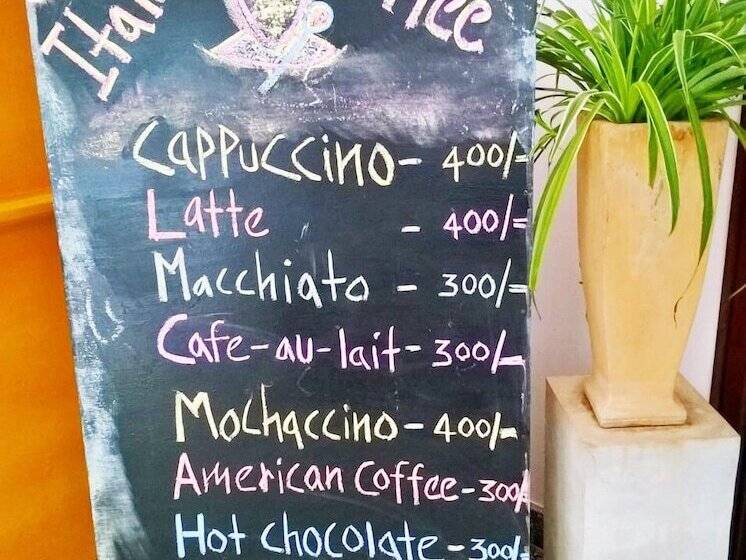 Cappuccino - 400/=
Latte - 400/=
Macchiato - 300/=
Cafe-au-lait - 300/=
Mochaccino - 400/=
American Coffee - 300/
Hot chocolate - 300/=